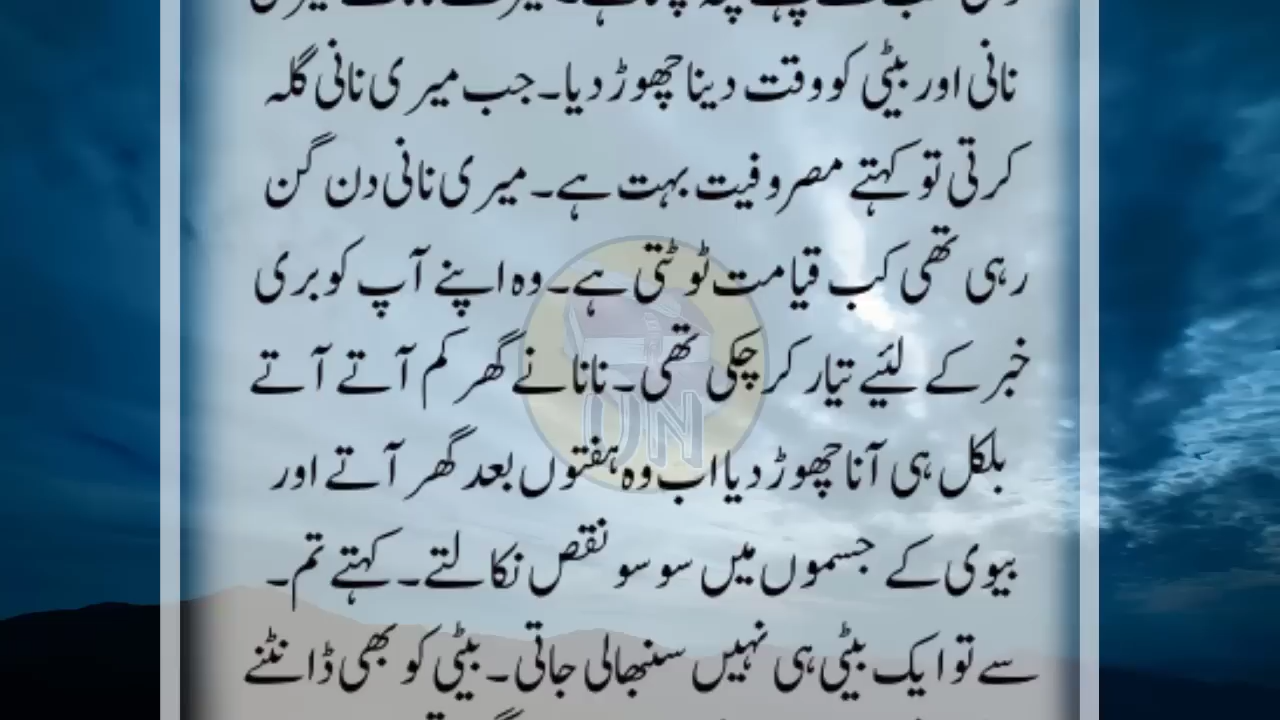 نانی اور بیٹی کو وقت دینا چھوڑ دیا۔ جب میری نانی گلہ
کرتی تو کہتے مصروفیت بہت ہے۔ میری نانی دن گن
رہی تھی کب قیامت ٹوٹتی ہے۔ وہ اپنے آپ کو بری
خبر کے لئیے تیار کر چکی تھی۔ نانا نے گھر کم آتے آتے
بلکل ہی آنا چھوڑ دیا اب وہ ہفتوں بعد گھر آتے اور
بیوی کے جسموں میں سو سو نقص نکالتے۔ کہتے تم۔
سے تو ایک بیٹی ہی نہیں سنبھالی جاتی۔ بیٹی کو بھی ڈانٹنے
UN